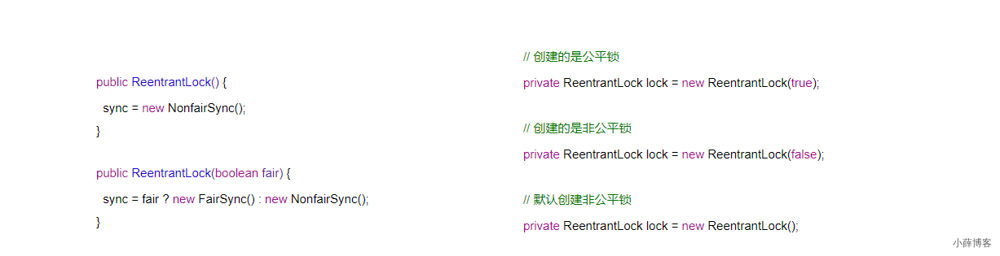 public ReentrantLock() {
sync = new NonfairSync();
}
public ReentrantLock(boolean fair) {
sync = fair ? new FairSync() : new NonfairSync();
}
// 创建的是公平锁
private ReentrantLock lock = new ReentrantLock(true);
// 创建的是非公平锁
private ReentrantLock lock = new ReentrantLock(false);
// 默认创建非公平锁
private ReentrantLock lock = new ReentrantLock();
小薛博客